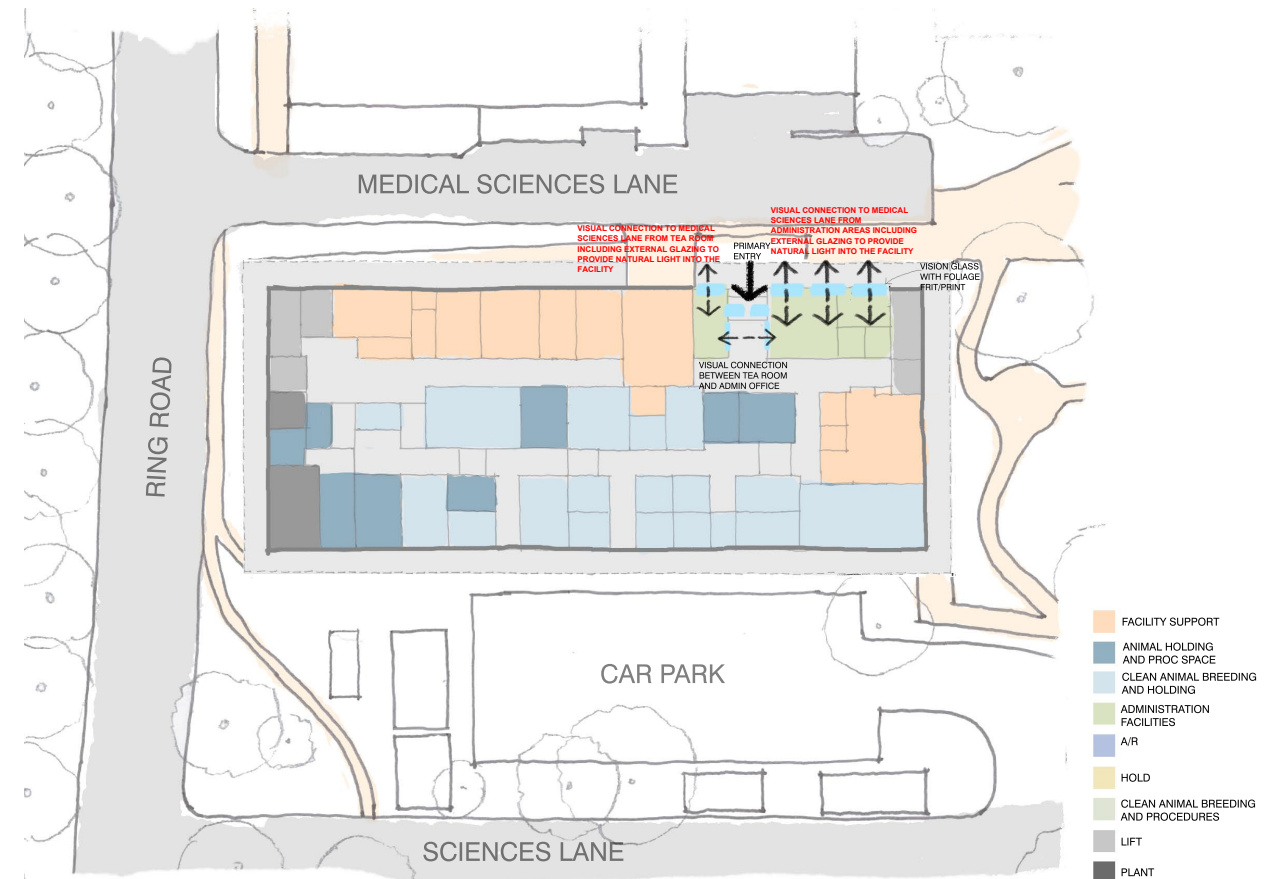 MEDICAL SCIENCES LANE
VISUAL CONNECTION TO MEDICAL
SCIENCES LANE FROM TEA ROOM
INCLUDING EXTERNAL GLAZING TO
PROVIDE NATURAL LIGHT INTO THE
FACILITY
PRIMARY
ENTRY
VISUAL CONNECTION TO MEDICAL
SCIENCES LANE FROM
ADMINISTRATION AREAS INCLUDING
EXTERNAL GLAZING TO PROVIDE
NATURAL LIGHT INTO THE FACILITY
VISION GLASS
WITH FOLIAGE
FRIT/PRINT
VISUAL CONNECTION
BETWEEN TEA ROOM
AND ADMIN OFFICE
RING ROAD
CAR PARK
SCIENCES LANE
FACILITY SUPPORT
ANIMAL HOLDING
AND PROC SPACE
CLEAN ANIMAL BREEDING
AND HOLDING
ADMINISTRATION
FACILITIES
A/R
HOLD
CLEAN ANIMAL BREEDING
AND PROCEDURES
LIFT
PLANT